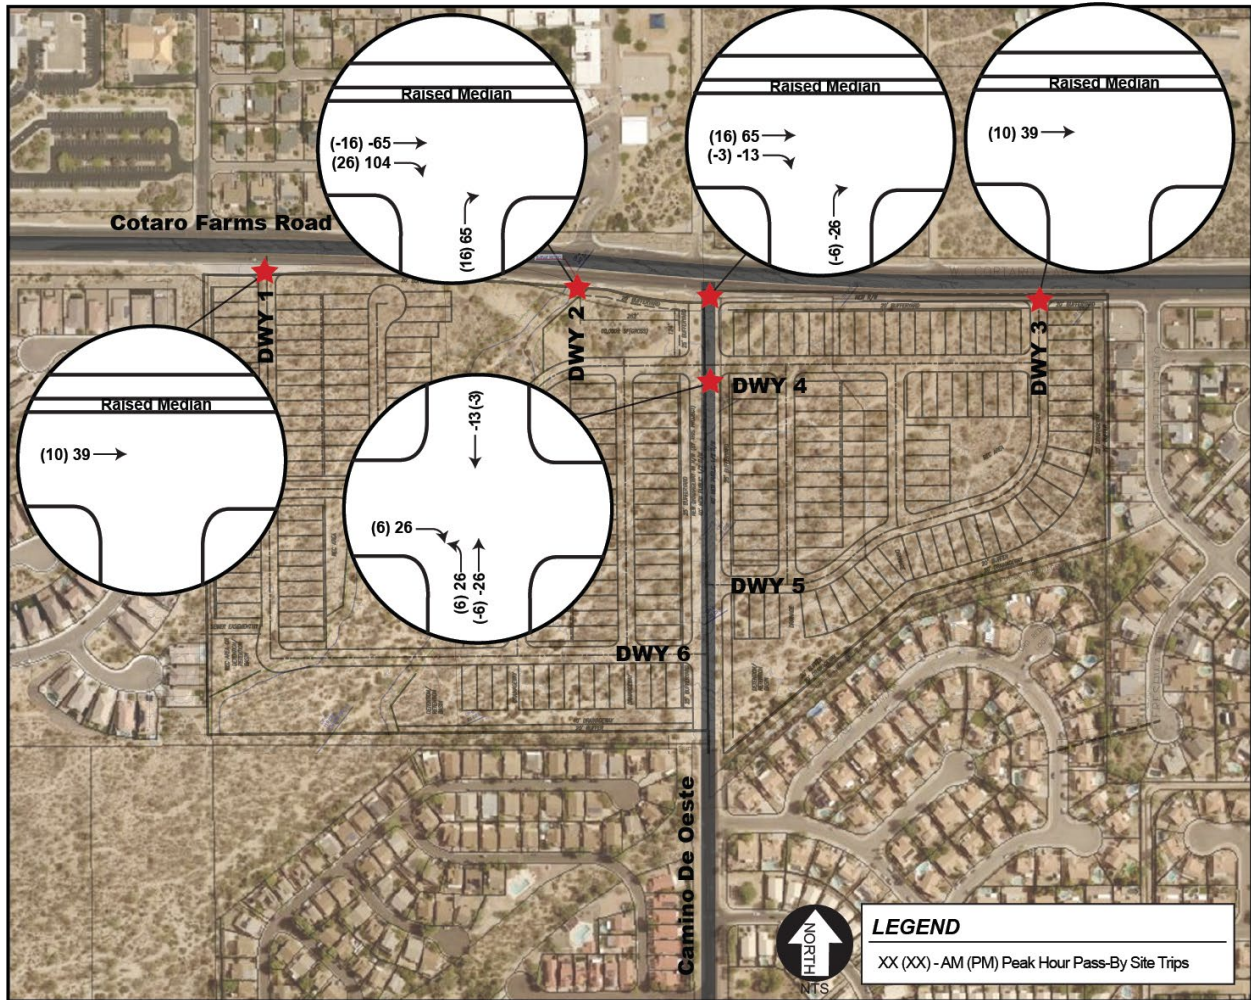 Raised Median
(-16) -65
(26) 104
(16) 65
Raised Median
(16) 65
(-3) -13
(-6) -26
Raised Median
(10) 39
Cotaro Farms Road
DWY 1
DWY 2
DWY 3
Raised Median
(10) 39
-13 (-3)
(6) 26
(6) 26
(-6) -26
DWY 4
DWY 5
DWY 6
Camino De Oeste
NORTH
NTS
LEGEND
XX (XX) - AM (PM) Peak Hour Pass-By Site Trips